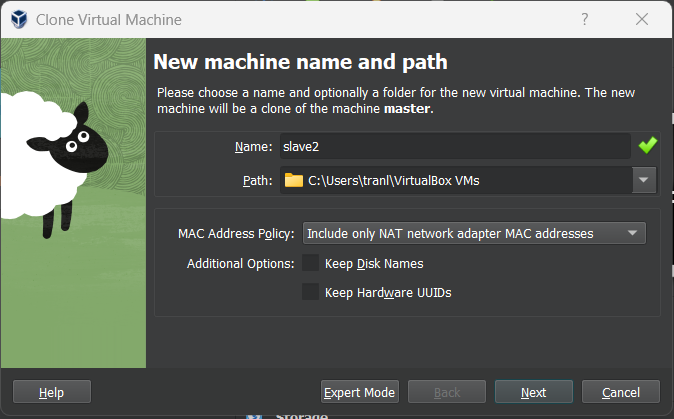 Clone Virtual Machine
New machine name and path
Please choose a name and optionally a folder for the new virtual machine. The new
machine will be a clone of the machine master.
Name: slave2
Path: C:\Users\tranl\VirtualBox VMs
MAC Address Policy: Include only NAT network adapter MAC addresses
Additional Options: Keep Disk Names
Keep Hardware UUIDs
Help Expert Mode Back Next Cancel
Storage